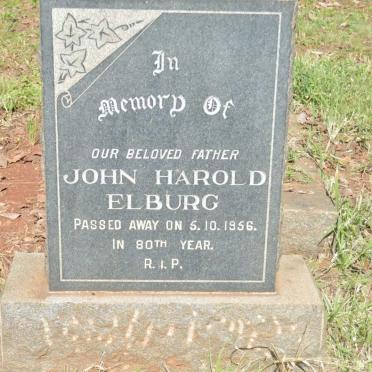 In
Memory Of
OUR BELOVED FATHER
JOHN HAROLD
ELBURG
PASSED AWAY ON 5.10.1956.
IN 80TH YEAR.
R.I.P.